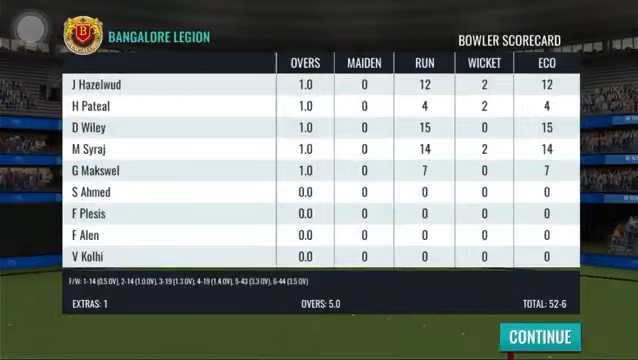 BANGALORE LEGION
BOWLER SCORECARD
OVERS MAIDEN RUN WICKET ECO
J Hazelwud 1.0 0 12 2 12
H Pateal 1.0 0 4 2 4
D Wiley 1.0 0 15 0 15
M Syraj 1.0 0 14 2 14
G Makswel 1.0 0 7 0 7
S Ahmed 0.0 0 0 0 0
F Plesis 0.0 0 0 0 0
F Alen 0.0 0 0 0 0
V Kolhi 0.0 0 0 0 0
F/W: 1-14 (0.5 OV), 2-14 (1.0 OV), 3-19 (1.3 OV), 4-19 (1.4 OV), 5-43 (3.3 OV), 6-44 (3.5 OV)
EXTRAS: 1 OVERS: 5.0 TOTAL: 52-6
CONTINUE